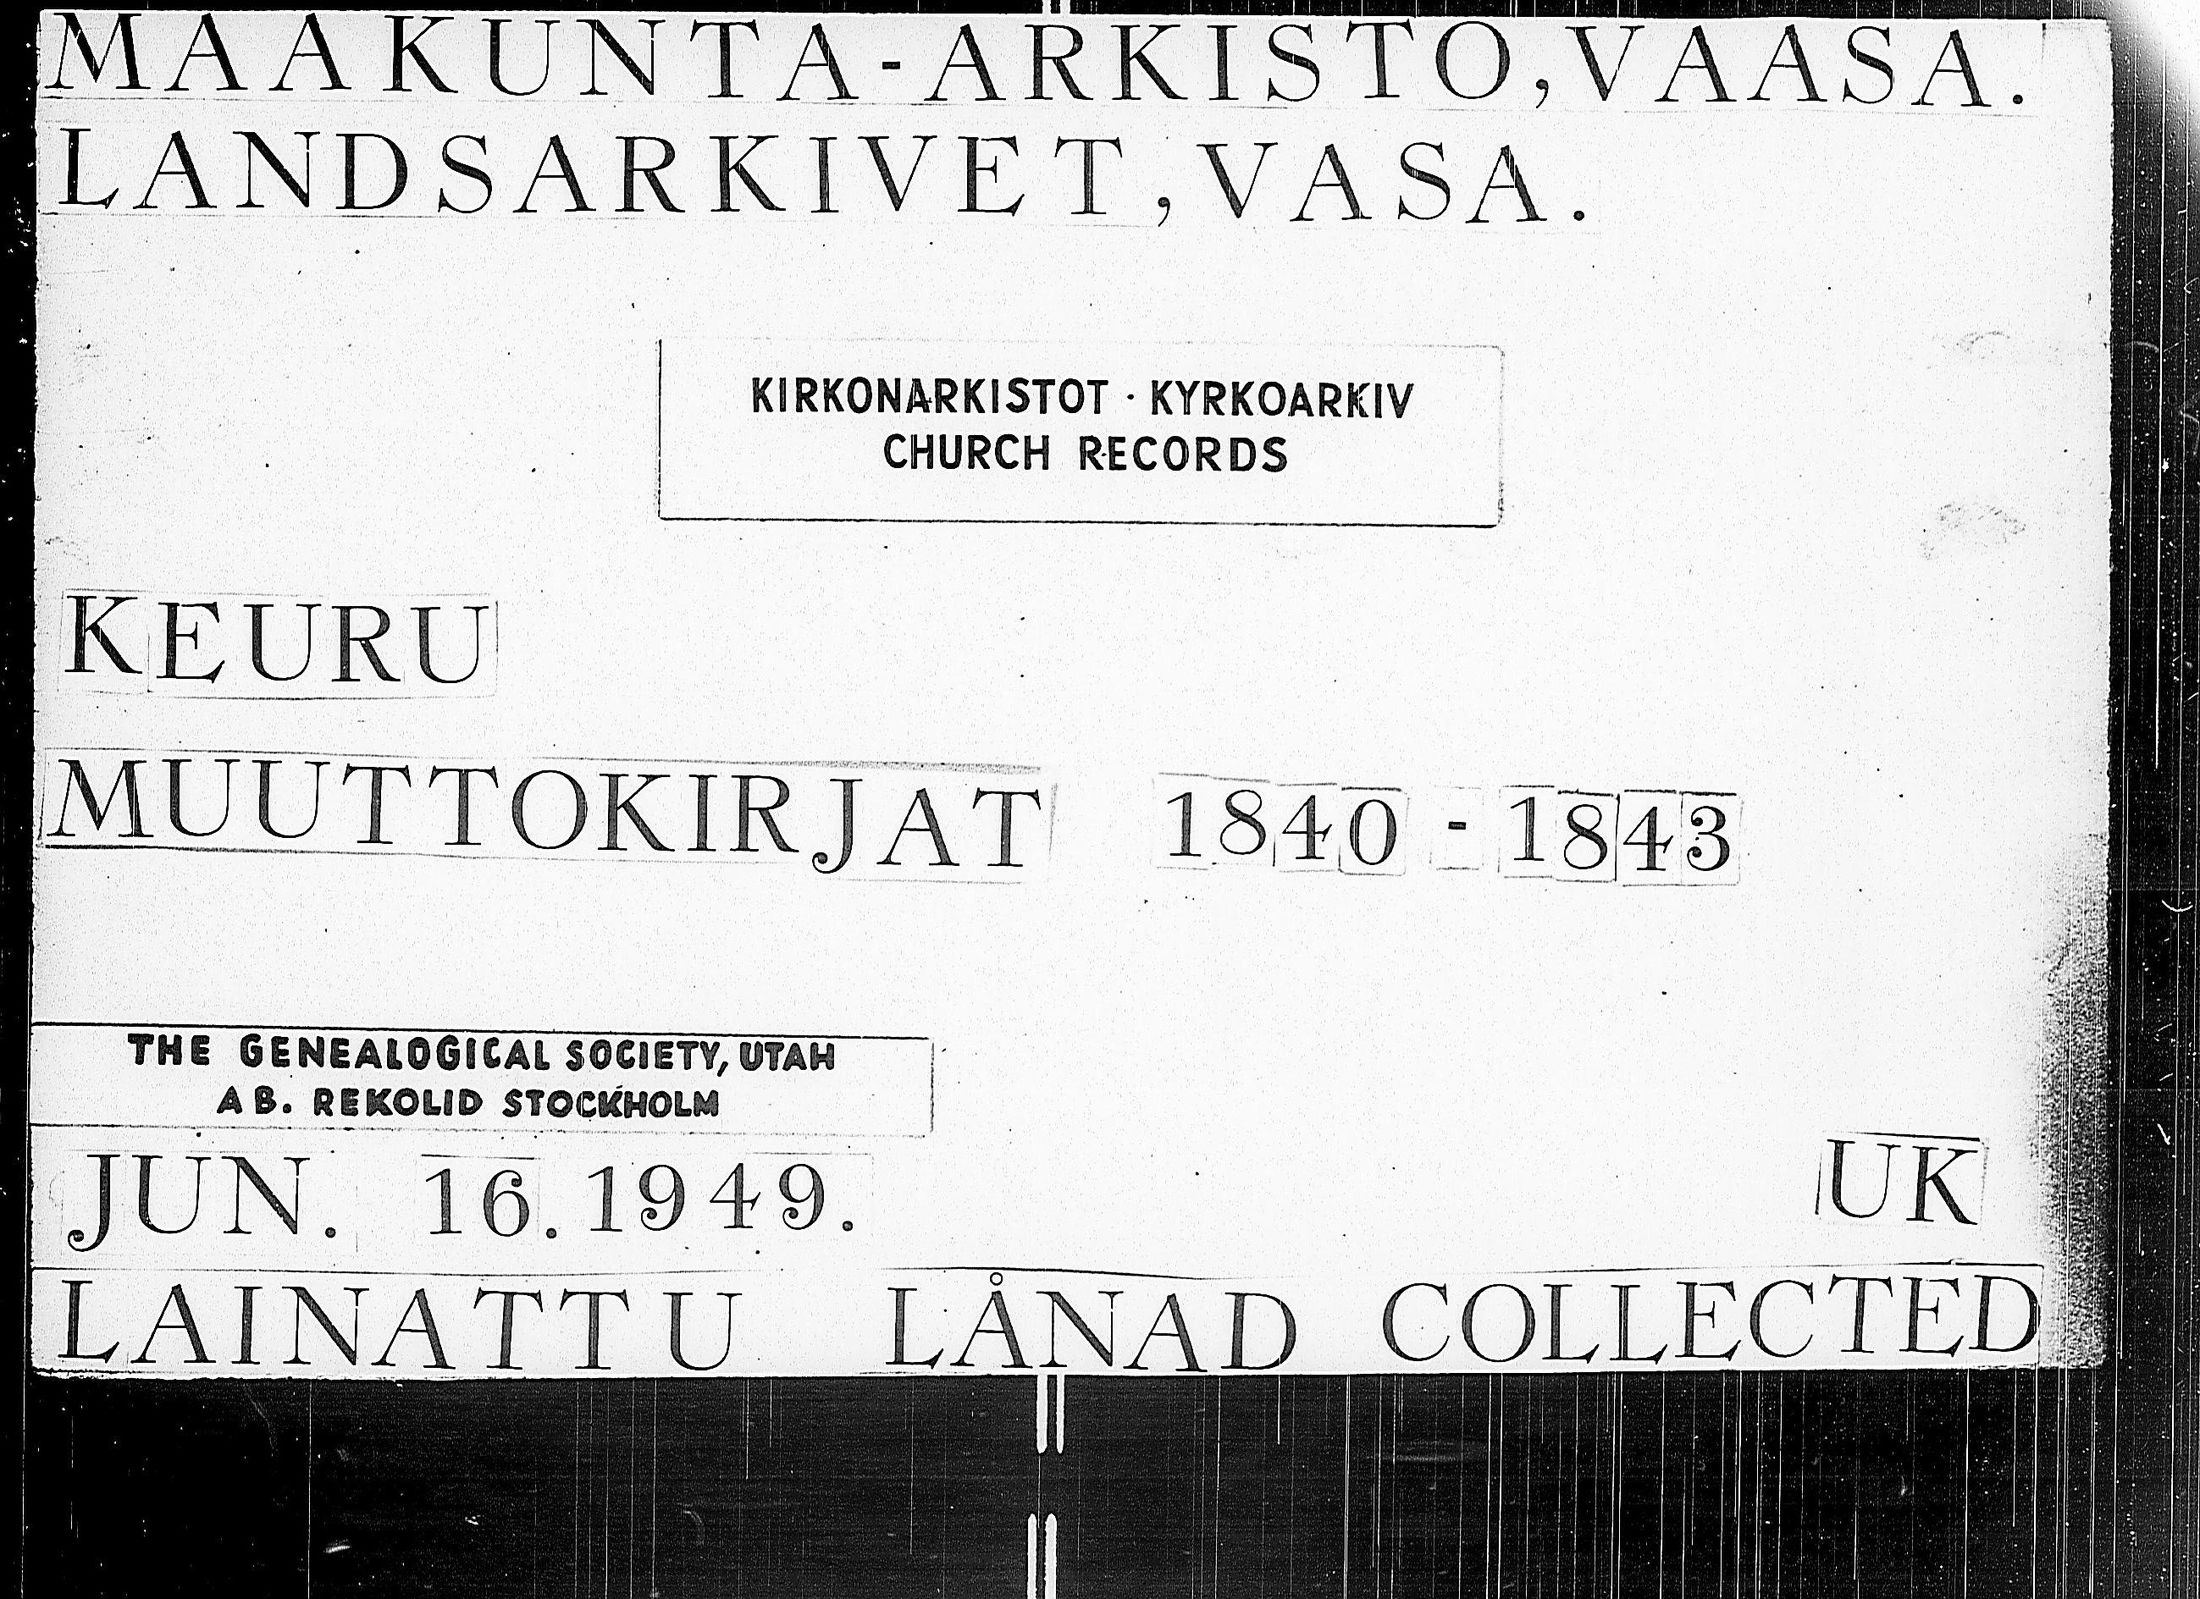 MAAKUNTA-ARKISTO, VAASA.
LANDSARKIVET, VASA.
KIRKONARKISTOT · KYRKOARKIV
CHURCH RECORDS
KEURU
MUUTTOKIRJAT 1840 - 1843
THE GENEALOGICAL SOCIETY, UTAH
AB. REKOLID STOCKHOLM
JUN. 16. 1949. UK
LAINATTU LÅNAD COLLECTED